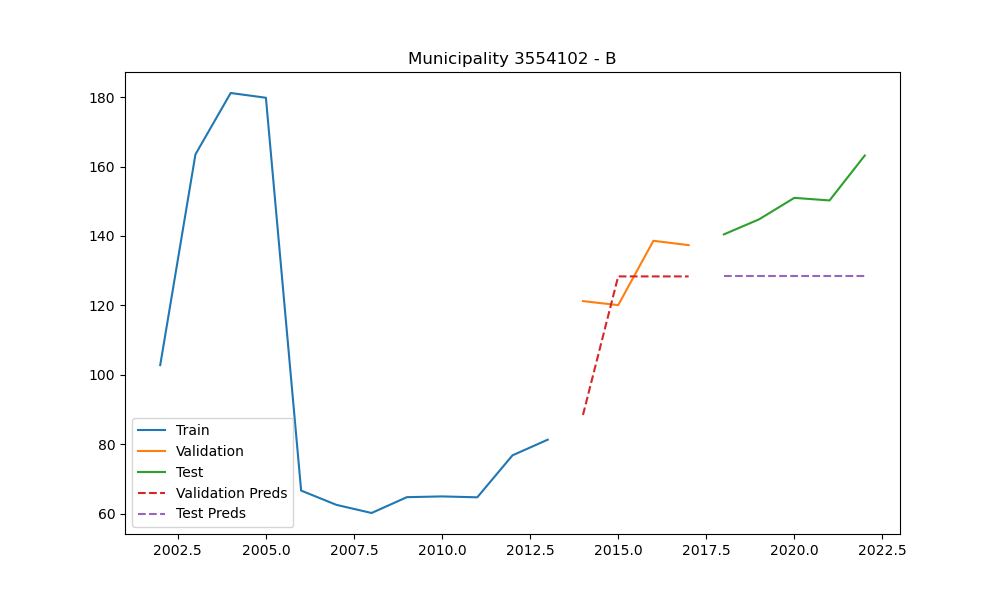 Municipality 3554102 - B
180
160
140
120
100
80
60
Train
Validation
Test
Validation Preds
Test Preds
2002.5 2005.0 2007.5 2010.0 2012.5 2015.0 2017.5 2020.0 2022.5